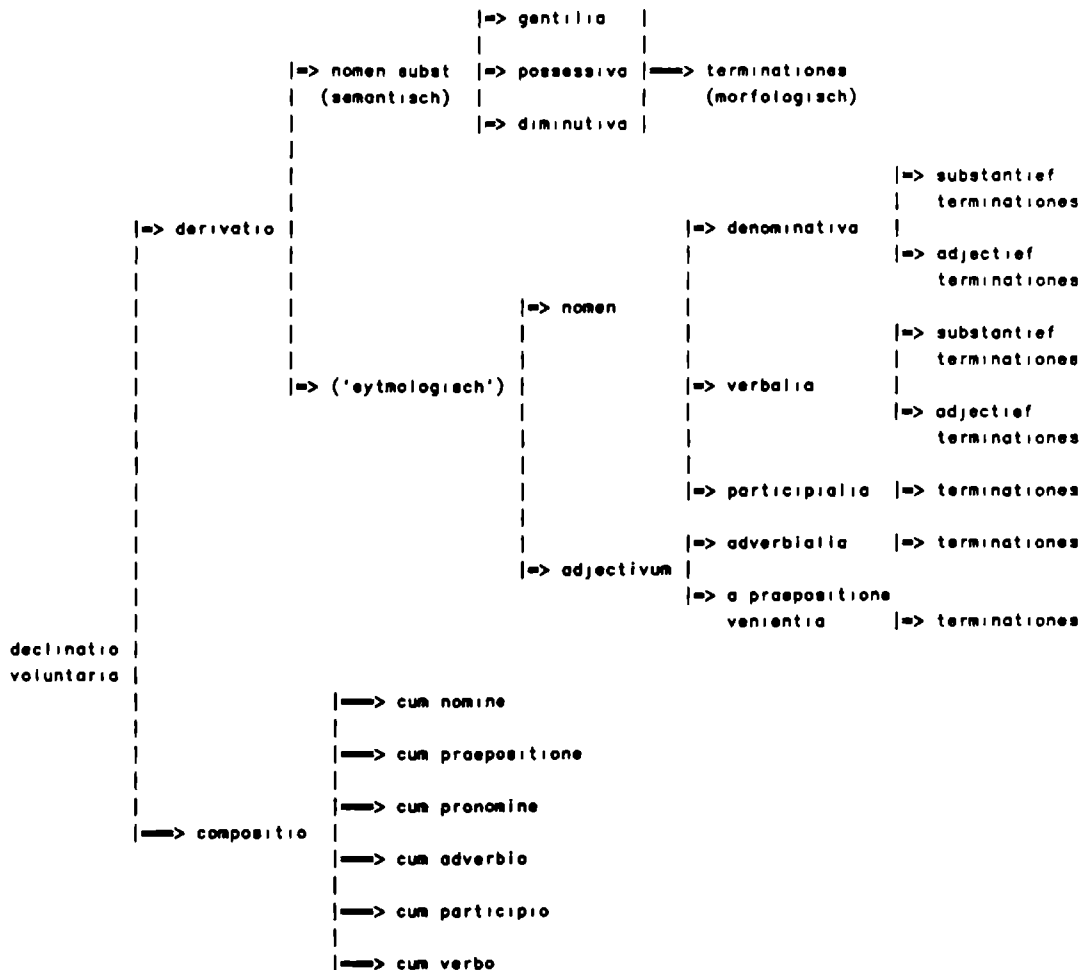 |=> gentilia
|=> nomen subst |=> possessiva |==> terminationes
(semantisch) (morfologisch)
|=> diminutiva
|=> substantief
terminationes
|=> derivatio |=> denominativa
|=> adjectief
terminationes
|=> nomen
|=> substantief
terminationes
|=> ('eytmologisch') |=> verbalia
|=> adjectief
terminationes
|=> participialia |=> terminationes
|=> adverbialia |=> terminationes
|=> adjectivum
|=> a praepositione
venientia |=> terminationes
declinatio
voluntaria
|==> cum nomine
|==> cum praepositione
|==> cum pronomine
|==> compositio
|==> cum adverbio
|==> cum participio
|==> cum verbo